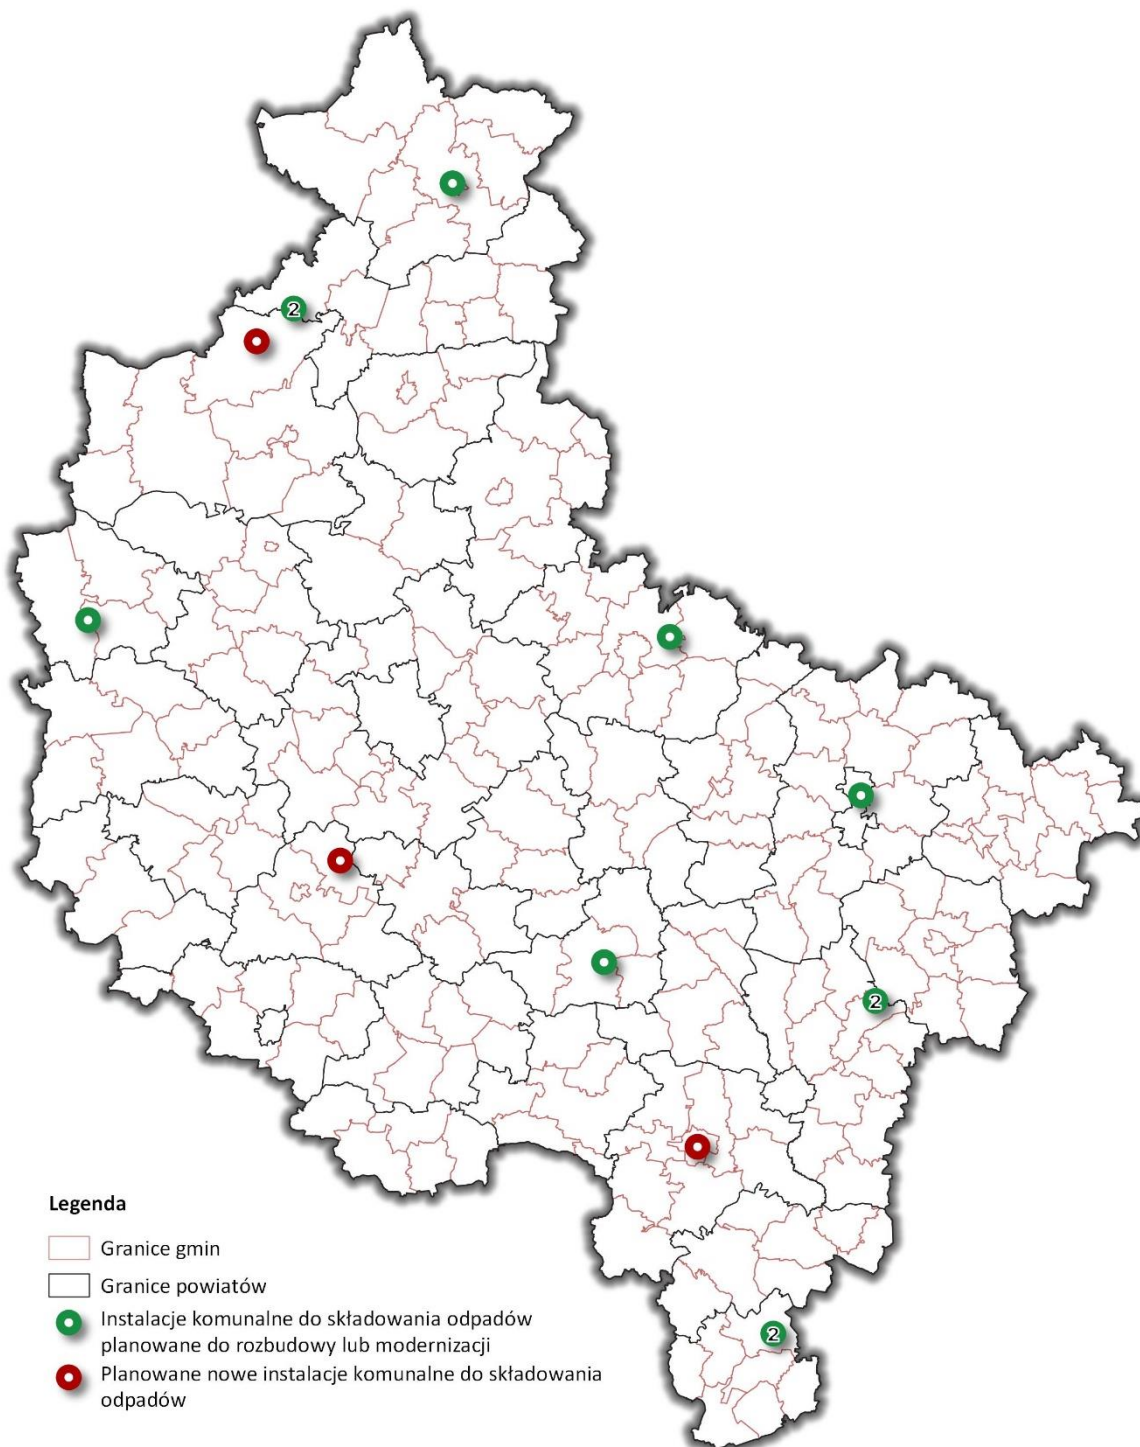 2
2
2
Legenda
Granice gmin
Granice powiatów
Instalacje komunalne do składowania odpadów
planowane do rozbudowy lub modernizacji
Planowane nowe instalacje komunalne do składowania
odpadów